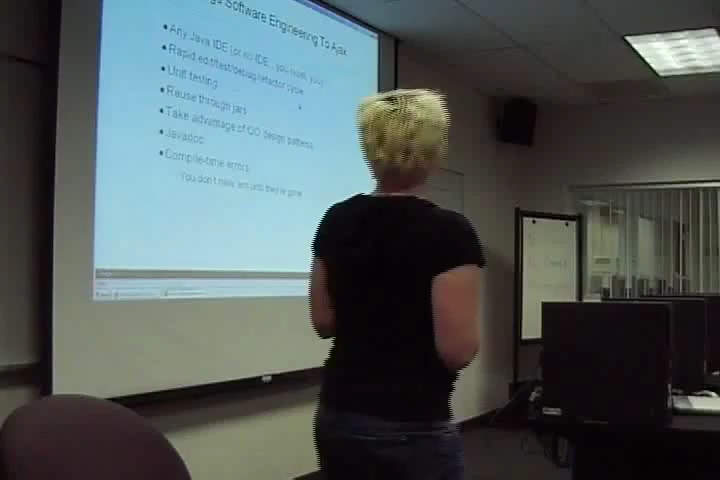 Software Engineering To Ajax
• Any Java IDE (or no IDE
• Rapid edit/test/debug/refactor cycle
• Unit testing
• Reuse through jars
• Take advantage of OO design patterns
• Javadoc
• Compile-time errors
You don't miss 'em until they're gone